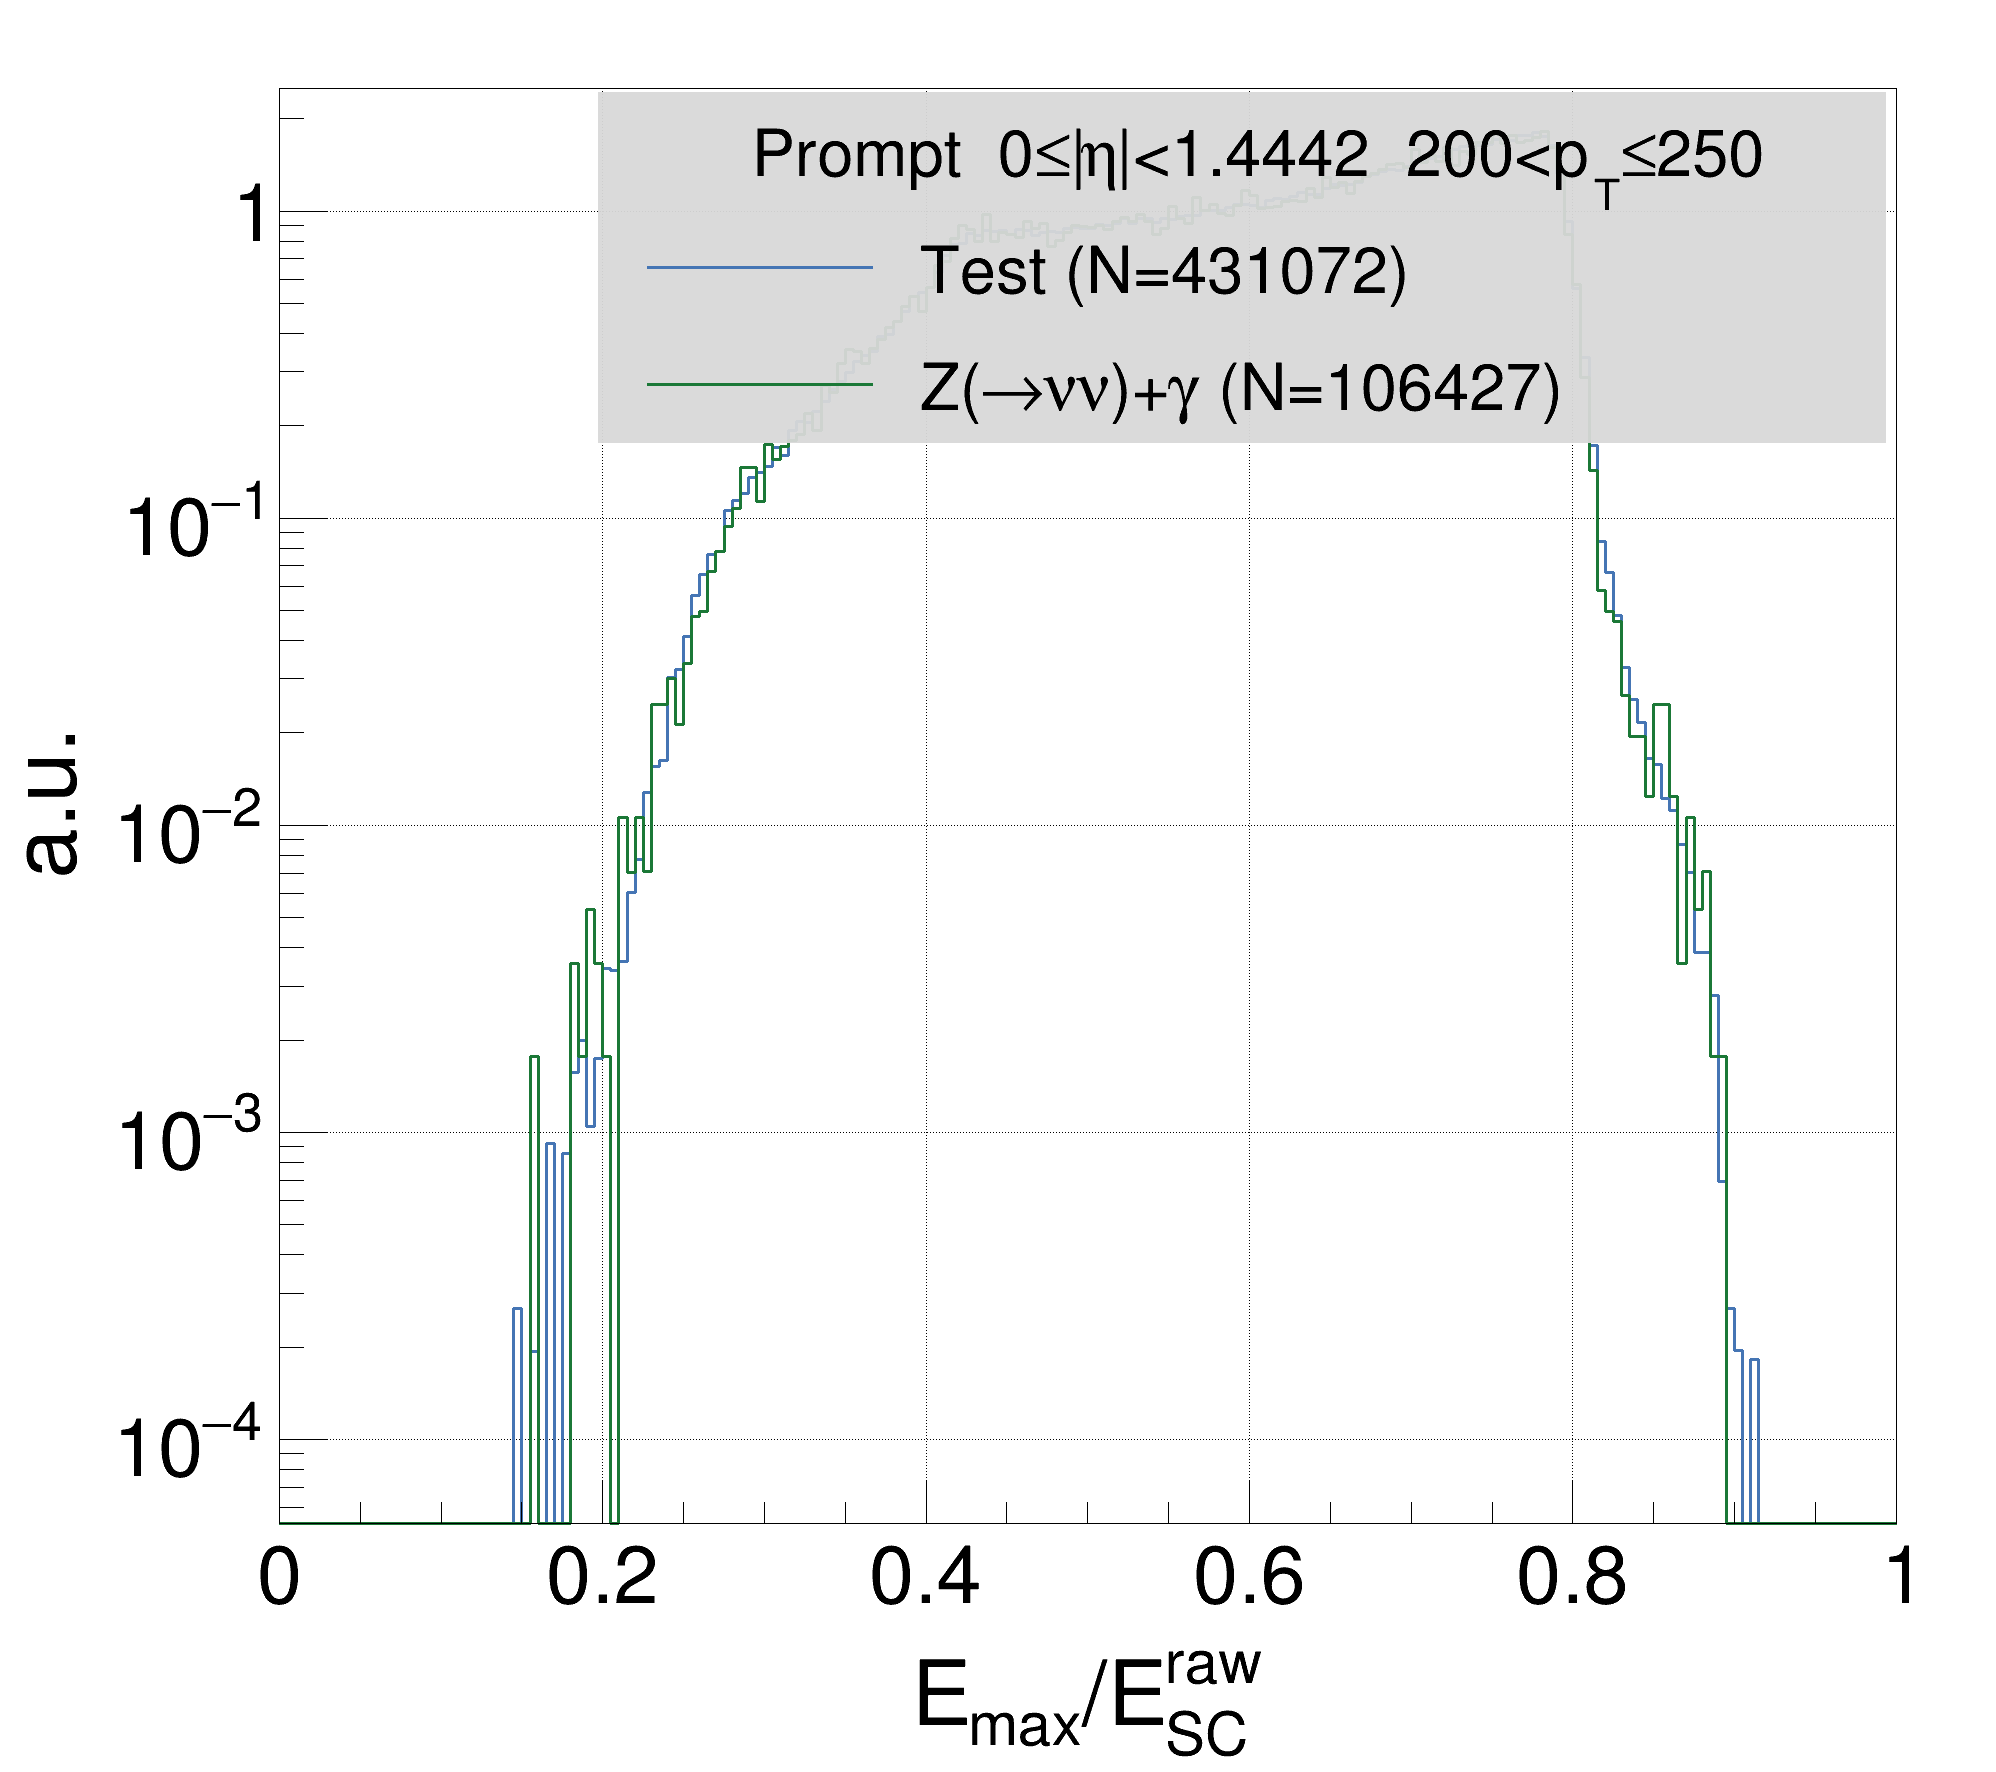 Prompt 0≤|η|<1.4442 200<p_T≤250
Test (N=431072)
Z(→νν)+γ (N=106427)
1
10⁻¹
10⁻²
10⁻³
10⁻⁴
a.u.
0 0.2 0.4 0.6 0.8 1
E_max/E_SC^raw